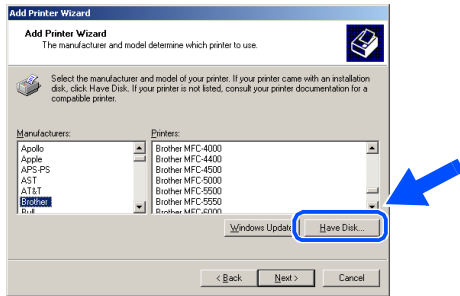 Add Printer Wizard
Add Printer Wizard
The manufacturer and model determine which printer to use.
Select the manufacturer and model of your printer. If your printer came with an installation
disk, click Have Disk. If your printer is not listed, consult your printer documentation for a
compatible printer.
Manufacturers:
Apollo
Apple
APS-PS
AST
AT&T
Brother
Bull
Printers:
Brother MFC-4000
Brother MFC-4400
Brother MFC-4500
Brother MFC-5000
Brother MFC-5500
Brother MFC-5550
Brother MFC-6000
Windows Update
Have Disk...
< Back
Next >
Cancel